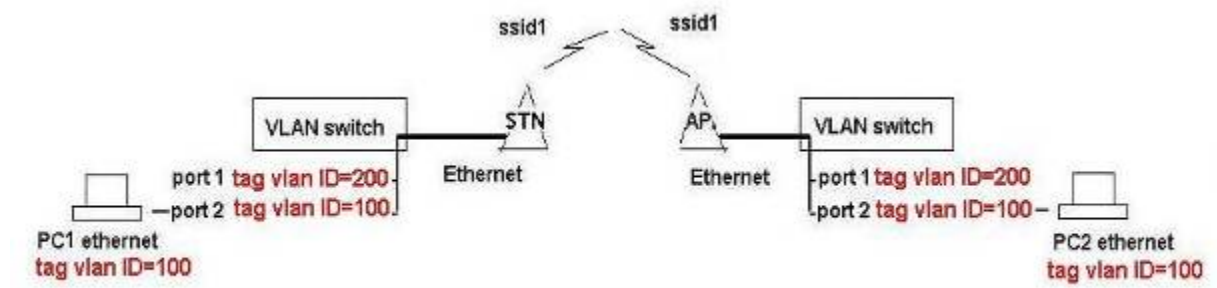 ssid1
ssid1
VLAN switch
STN
AP
VLAN switch
Ethernet
Ethernet
port 1 tag vlan ID=200
port 2 tag vlan ID=100
port 1 tag vlan ID=200
port 2 tag vlan ID=100
PC1 ethernet
tag vlan ID=100
PC2 ethernet
tag vlan ID=100